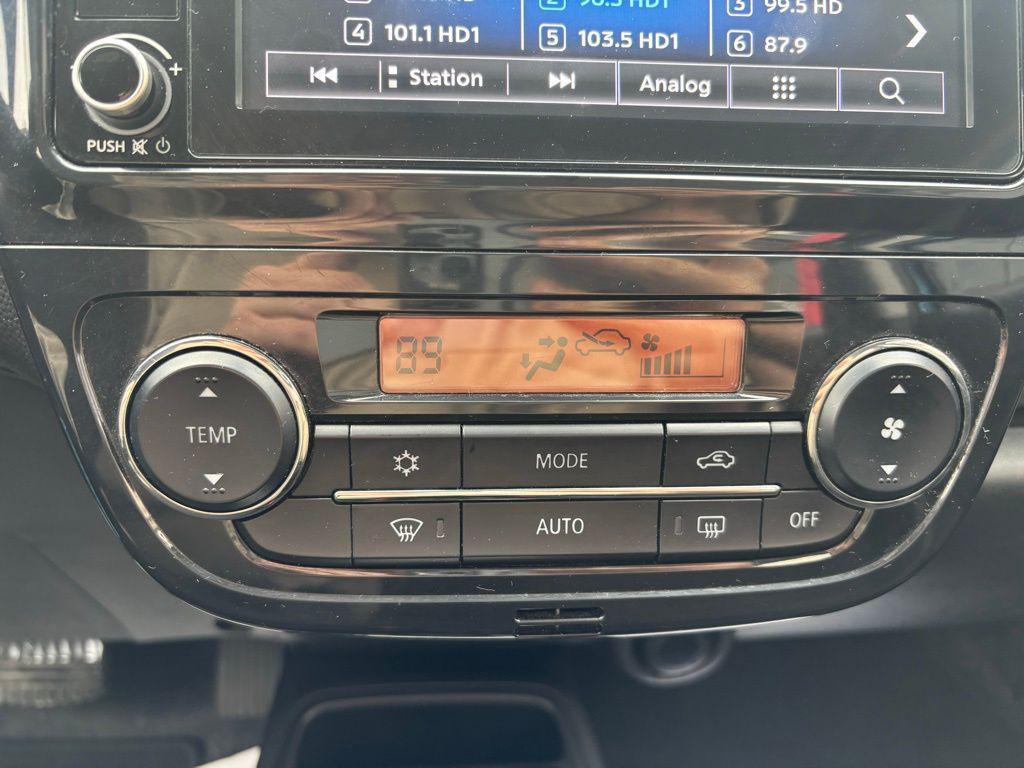 99.5 HD
4 101.1 HD1
5 103.5 HD1
6 87.9
Station
Analog
+
PUSH
89
TEMP
MODE
AUTO
OFF